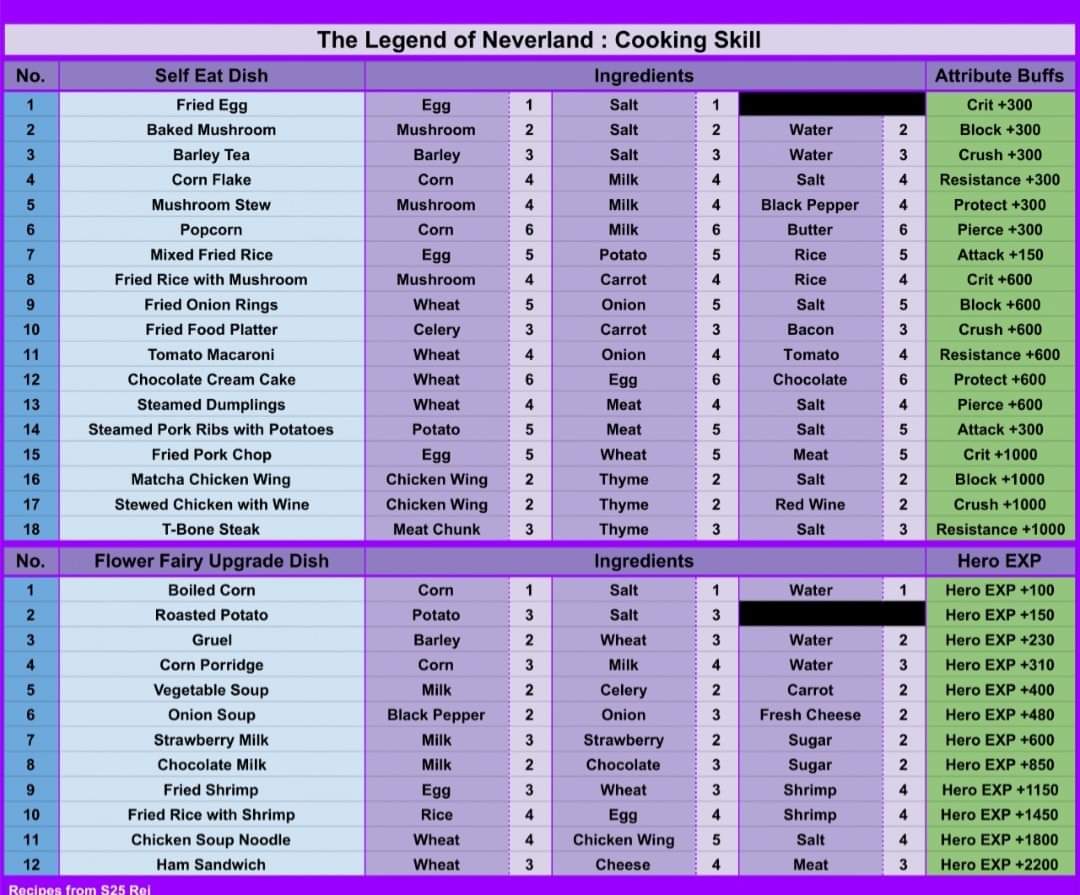 The Legend of Neverland : Cooking Skill
No. Self Eat Dish Ingredients Attribute Buffs
1 Fried Egg Egg 1 Salt 1 Crit +300
2 Baked Mushroom Mushroom 2 Salt 2 Water 2 Block +300
3 Barley Tea Barley 3 Salt 3 Water 3 Crush +300
4 Corn Flake Corn 4 Milk 4 Salt 4 Resistance +300
5 Mushroom Stew Mushroom 4 Milk 4 Black Pepper 4 Protect +300
6 Popcorn Corn 6 Milk 6 Butter 6 Pierce +300
7 Mixed Fried Rice Egg 5 Potato 5 Rice 5 Attack +150
8 Fried Rice with Mushroom Mushroom 4 Carrot 4 Rice 4 Crit +600
9 Fried Onion Rings Wheat 5 Onion 5 Salt 5 Block +600
10 Fried Food Platter Celery 3 Carrot 3 Bacon 3 Crush +600
11 Tomato Macaroni Wheat 4 Onion 4 Tomato 4 Resistance +600
12 Chocolate Cream Cake Wheat 6 Egg 6 Chocolate 6 Protect +600
13 Steamed Dumplings Wheat 4 Meat 4 Salt 4 Pierce +600
14 Steamed Pork Ribs with Potatoes Potato 5 Meat 5 Salt 5 Attack +300
15 Fried Pork Chop Egg 5 Wheat 5 Meat 5 Crit +1000
16 Matcha Chicken Wing Chicken Wing 2 Thyme 2 Salt 2 Block +1000
17 Stewed Chicken with Wine Chicken Wing 2 Thyme 2 Red Wine 2 Crush +1000
18 T-Bone Steak Meat Chunk 3 Thyme 3 Salt 3 Resistance +1000
No. Flower Fairy Upgrade Dish Ingredients Hero EXP
1 Boiled Corn Corn 1 Salt 1 Water 1 Hero EXP +100
2 Roasted Potato Potato 3 Salt 3 Hero EXP +150
3 Gruel Barley 2 Wheat 3 Water 2 Hero EXP +230
4 Corn Porridge Corn 3 Milk 4 Water 3 Hero EXP +310
5 Vegetable Soup Milk 2 Celery 2 Carrot 2 Hero EXP +400
6 Onion Soup Black Pepper 2 Onion 3 Fresh Cheese 2 Hero EXP +480
7 Strawberry Milk Milk 3 Strawberry 2 Sugar 2 Hero EXP +600
8 Chocolate Milk Milk 2 Chocolate 3 Sugar 2 Hero EXP +850
9 Fried Shrimp Egg 3 Wheat 3 Shrimp 4 Hero EXP +1150
10 Fried Rice with Shrimp Rice 4 Egg 4 Shrimp 4 Hero EXP +1450
11 Chicken Soup Noodle Wheat 4 Chicken Wing 5 Salt 4 Hero EXP +1800
12 Ham Sandwich Wheat 3 Cheese 4 Meat 3 Hero EXP +2200
Recipes from S25 Rei